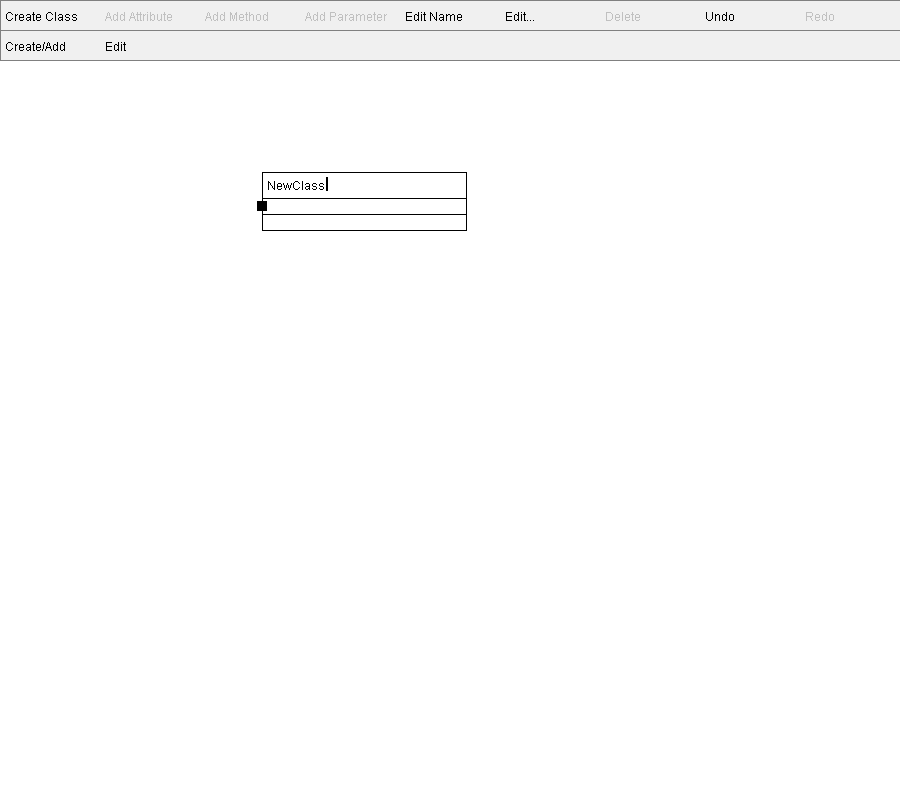 Create Class Add Attribute Add Method Add Parameter Edit Name Edit... Delete Undo Redo
Create/Add Edit
NewClass